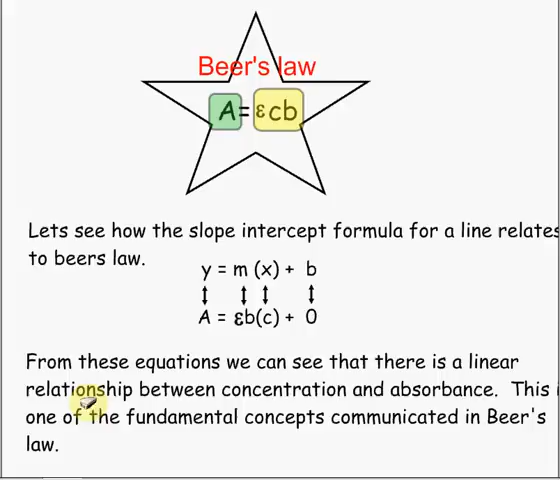 Beer's law
A = εcb
Lets see how the slope intercept formula for a line relates
to beers law.
y = m (x) + b
A = εb(c) + 0
From these equations we can see that there is a linear
relationship between concentration and absorbance. This i
one of the fundamental concepts communicated in Beer's
law.